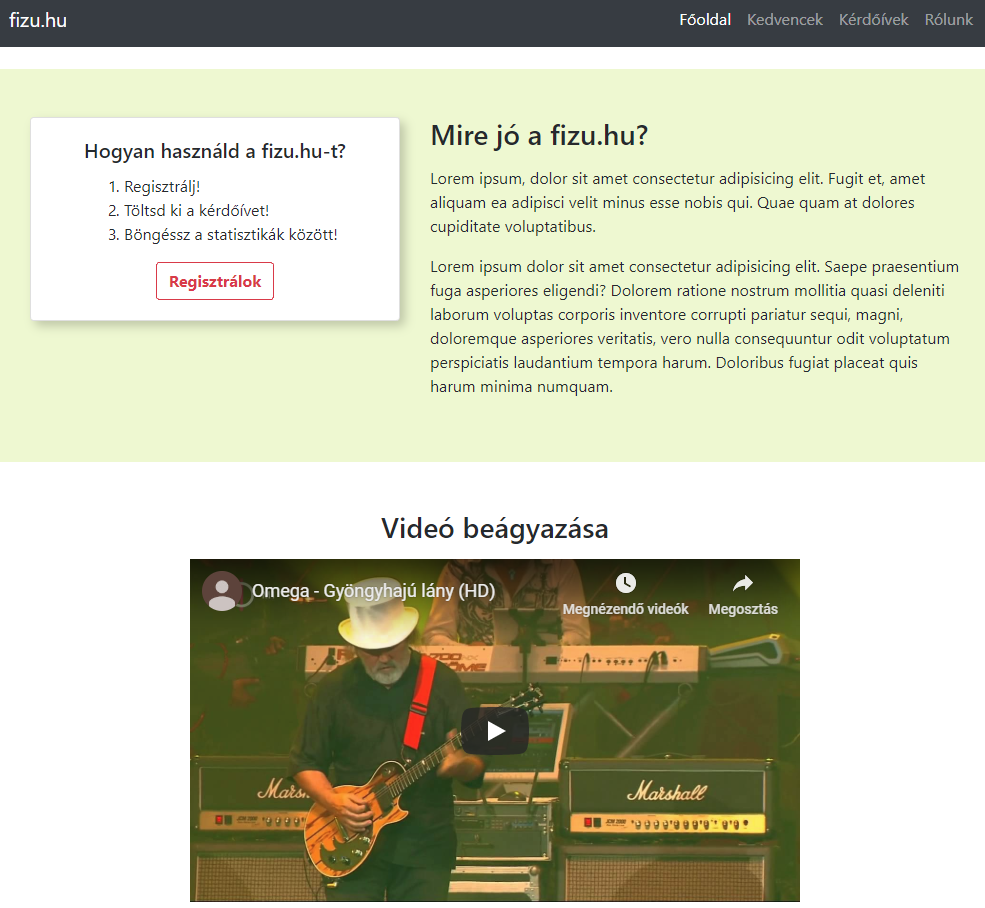 fizu.hu
Főoldal Kedvencek Kérdőívek Rólunk
Hogyan használd a fizu.hu-t?
1. Regisztrálj!
2. Töltsd ki a kérdőívet!
3. Böngéssz a statisztikák között!
Regisztrálok
Mire jó a fizu.hu?
Lorem ipsum, dolor sit amet consectetur adipisicing elit. Fugit et, amet
aliquam ea adipisci velit minus esse nobis qui. Quae quam at dolores
cupiditate voluptatibus.
Lorem ipsum dolor sit amet consectetur adipisicing elit. Saepe praesentium
fuga asperiores eligendi? Dolorem ratione nostrum mollitia quasi deleniti
laborum voluptas corporis inventore corrupti pariatur sequi, magni,
doloremque asperiores veritatis, vero nulla consequuntur odit voluptatum
perspiciatis laudantium tempora harum. Doloribus fugiat placeat quis
harum minima numquam.
Videó beágyazása
Omega - Gyöngyhajú lány (HD)
Megnézendő videók
Megosztás
Marshall